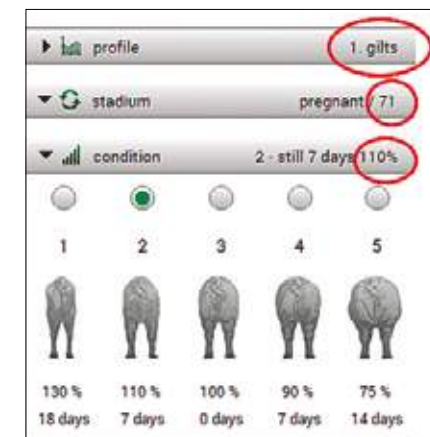 profile 1. gilts
stadium pregnant / 71
condition 2 - still 7 days 110%
1 2 3 4 5
130 % 110 % 100 % 90 % 75 %
18 days 7 days 0 days 7 days 14 days